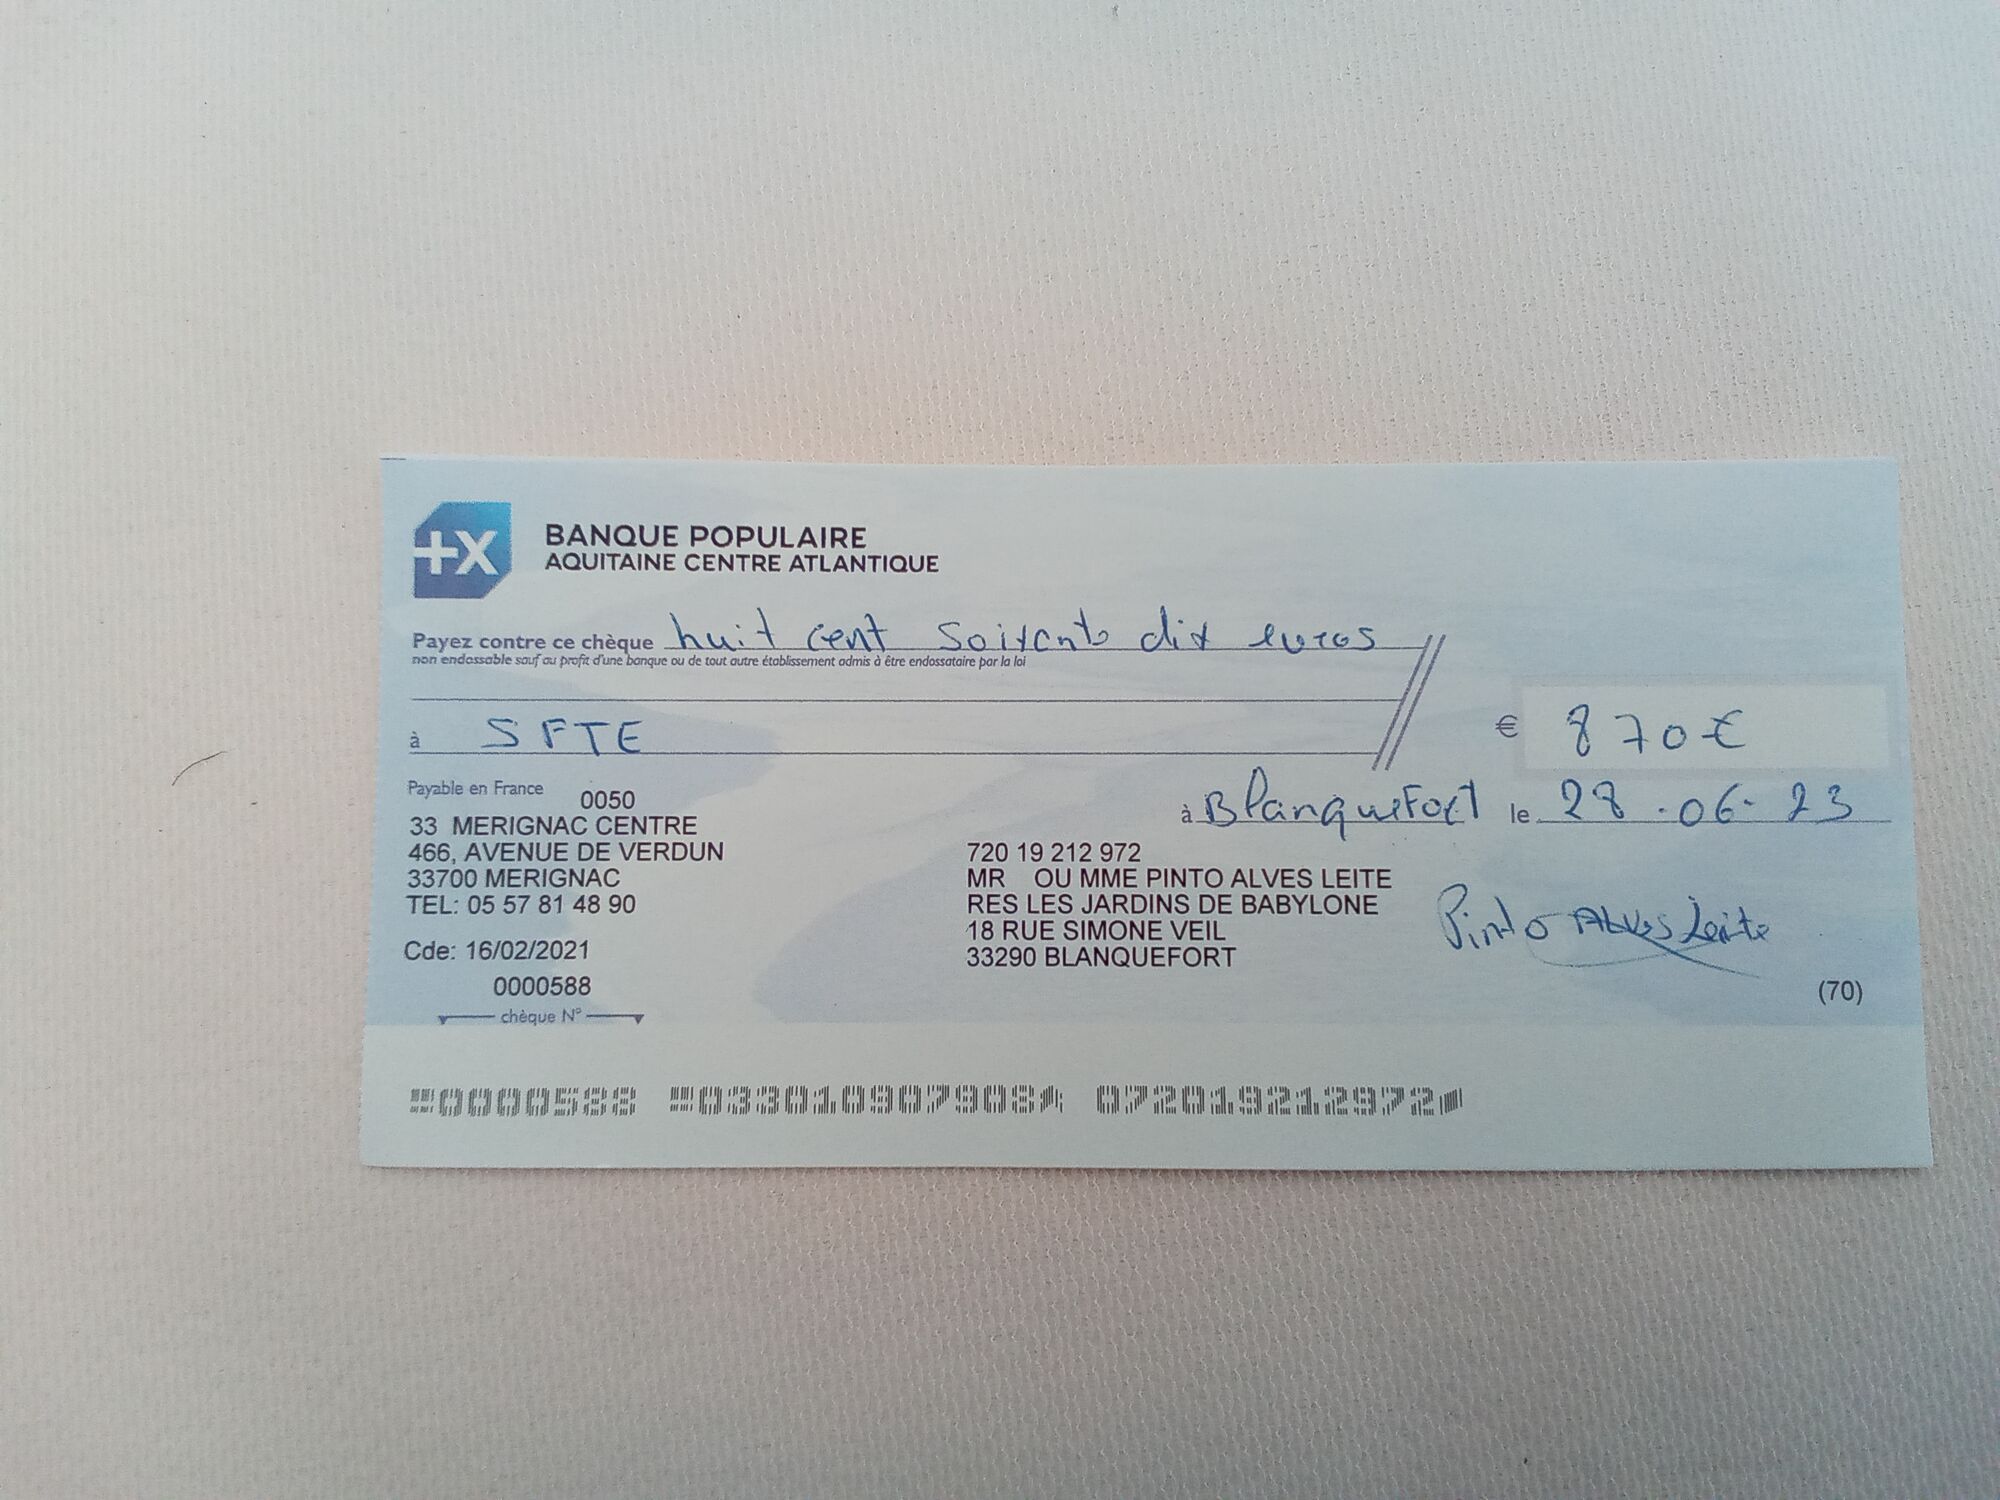 +X BANQUE POPULAIRE
AQUITAINE CENTRE ATLANTIQUE
Payez contre ce chèque huit cent soixante dix euros
non endossable sauf au profit d'une banque ou de tout autre établissement admis à être endossataire par la loi
à SFTE
€ 870€
Payable en France 0050
à Blanquefort le 28-06-23
33 MERIGNAC CENTRE
466, AVENUE DE VERDUN
33700 MERIGNAC
TEL: 05 57 81 48 90
Cde: 16/02/2021
0000588
chèque N°
720 19 212 972
MR OU MME PINTO ALVES LEITE
RES LES JARDINS DE BABYLONE
18 RUE SIMONE VEIL
33290 BLANQUEFORT
Pinto Alves Leite
(70)
0000588 033010907908 072019212972